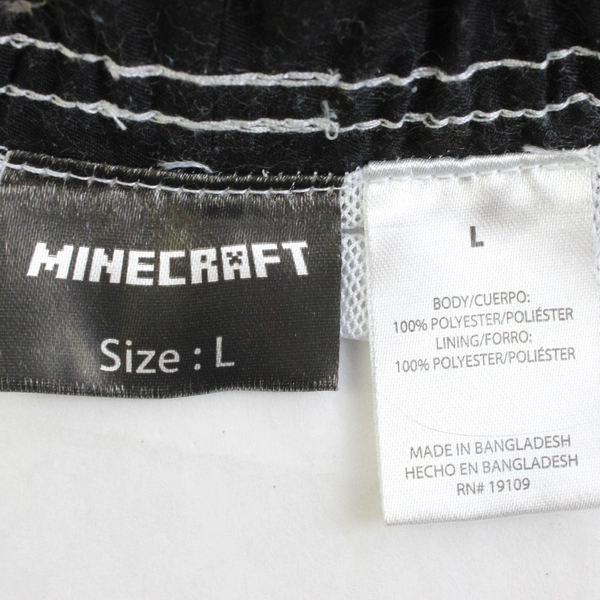 MINECRAFT
Size : L
L
BODY/CUERPO:
100% POLYESTER/POLIÉSTER
LINING/FORRO:
100% POLYESTER/POLIÉSTER
MADE IN BANGLADESH
HECHO EN BANGLADESH
RN# 19109